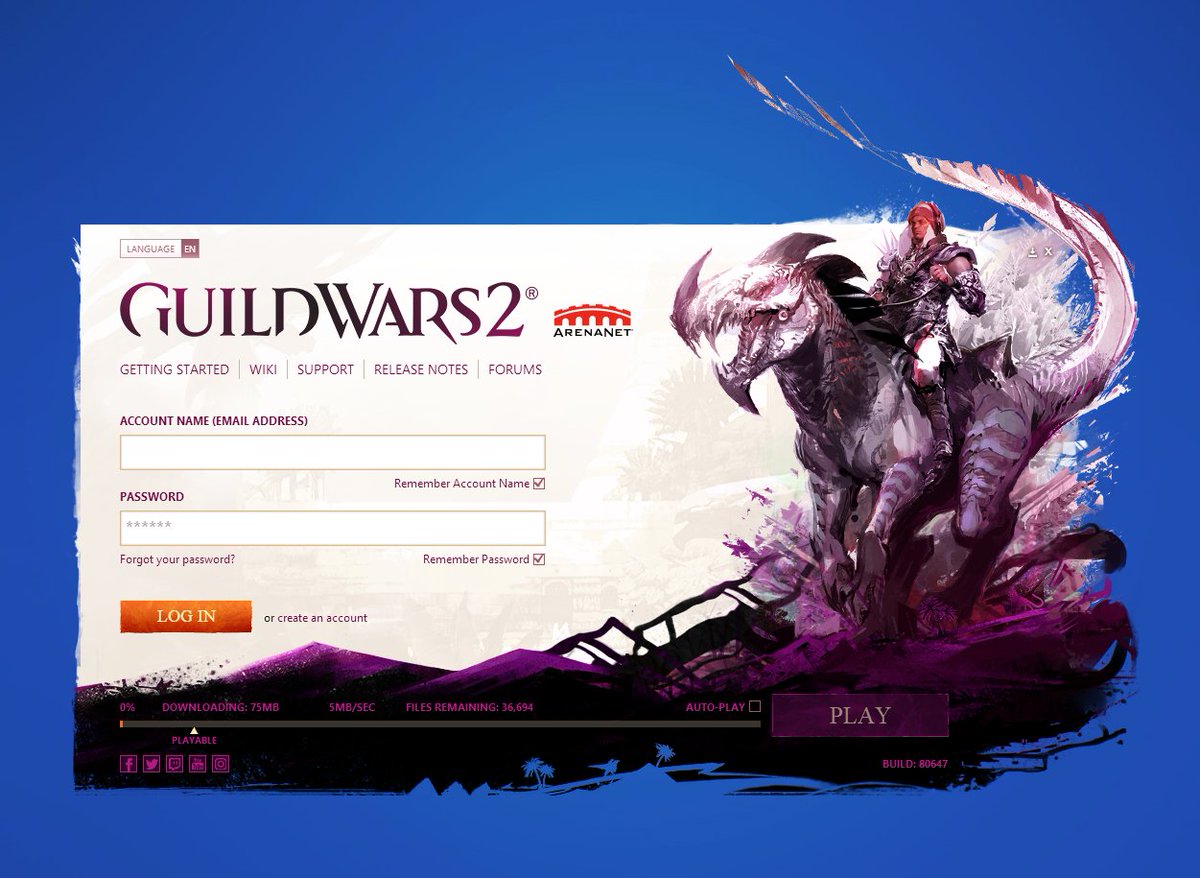 LANGUAGE EN
X
GUILDWARS2®
ARENANET®
GETTING STARTED WIKI SUPPORT RELEASE NOTES FORUMS
ACCOUNT NAME (EMAIL ADDRESS)
Remember Account Name
PASSWORD
******
Forgot your password? Remember Password
LOG IN or create an account
0% DOWNLOADING: 75MB 5MB/SEC FILES REMAINING: 36,694 AUTO-PLAY PLAY
PLAYABLE
f You Tube BUILD: 80647